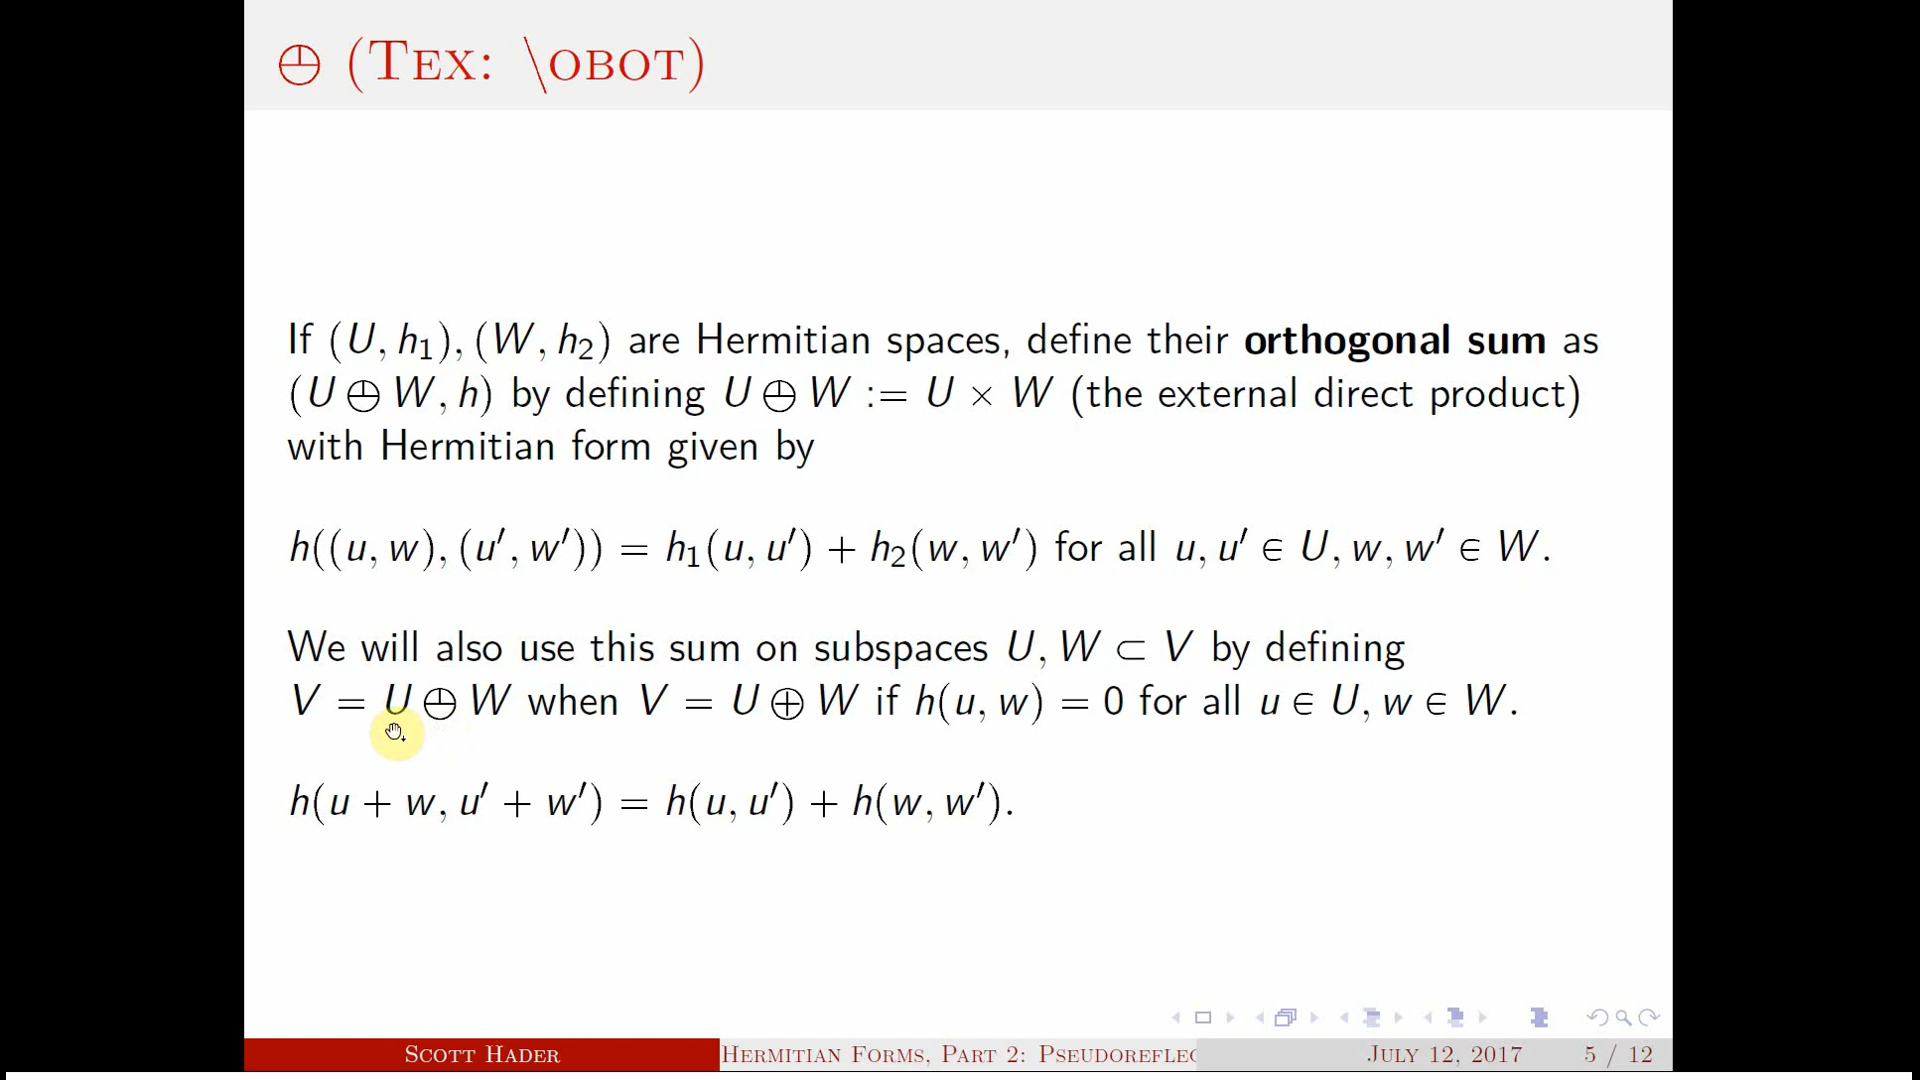 ⦹ (TEX: \OBOT)
If (U, h₁), (W, h₂) are Hermitian spaces, define their orthogonal sum as
(U ⦹ W, h) by defining U ⦹ W := U × W (the external direct product)
with Hermitian form given by
h((u, w), (u′, w′)) = h₁(u, u′) + h₂(w, w′) for all u, u′ ∈ U, w, w′ ∈ W.
We will also use this sum on subspaces U, W ⊂ V by defining
V = U ⦹ W when V = U ⊕ W if h(u, w) = 0 for all u ∈ U, w ∈ W.
h(u + w, u′ + w′) = h(u, u′) + h(w, w′).
SCOTT HADER
HERMITIAN FORMS, PART 2: PSEUDOREFLEC
JULY 12, 2017
5 / 12